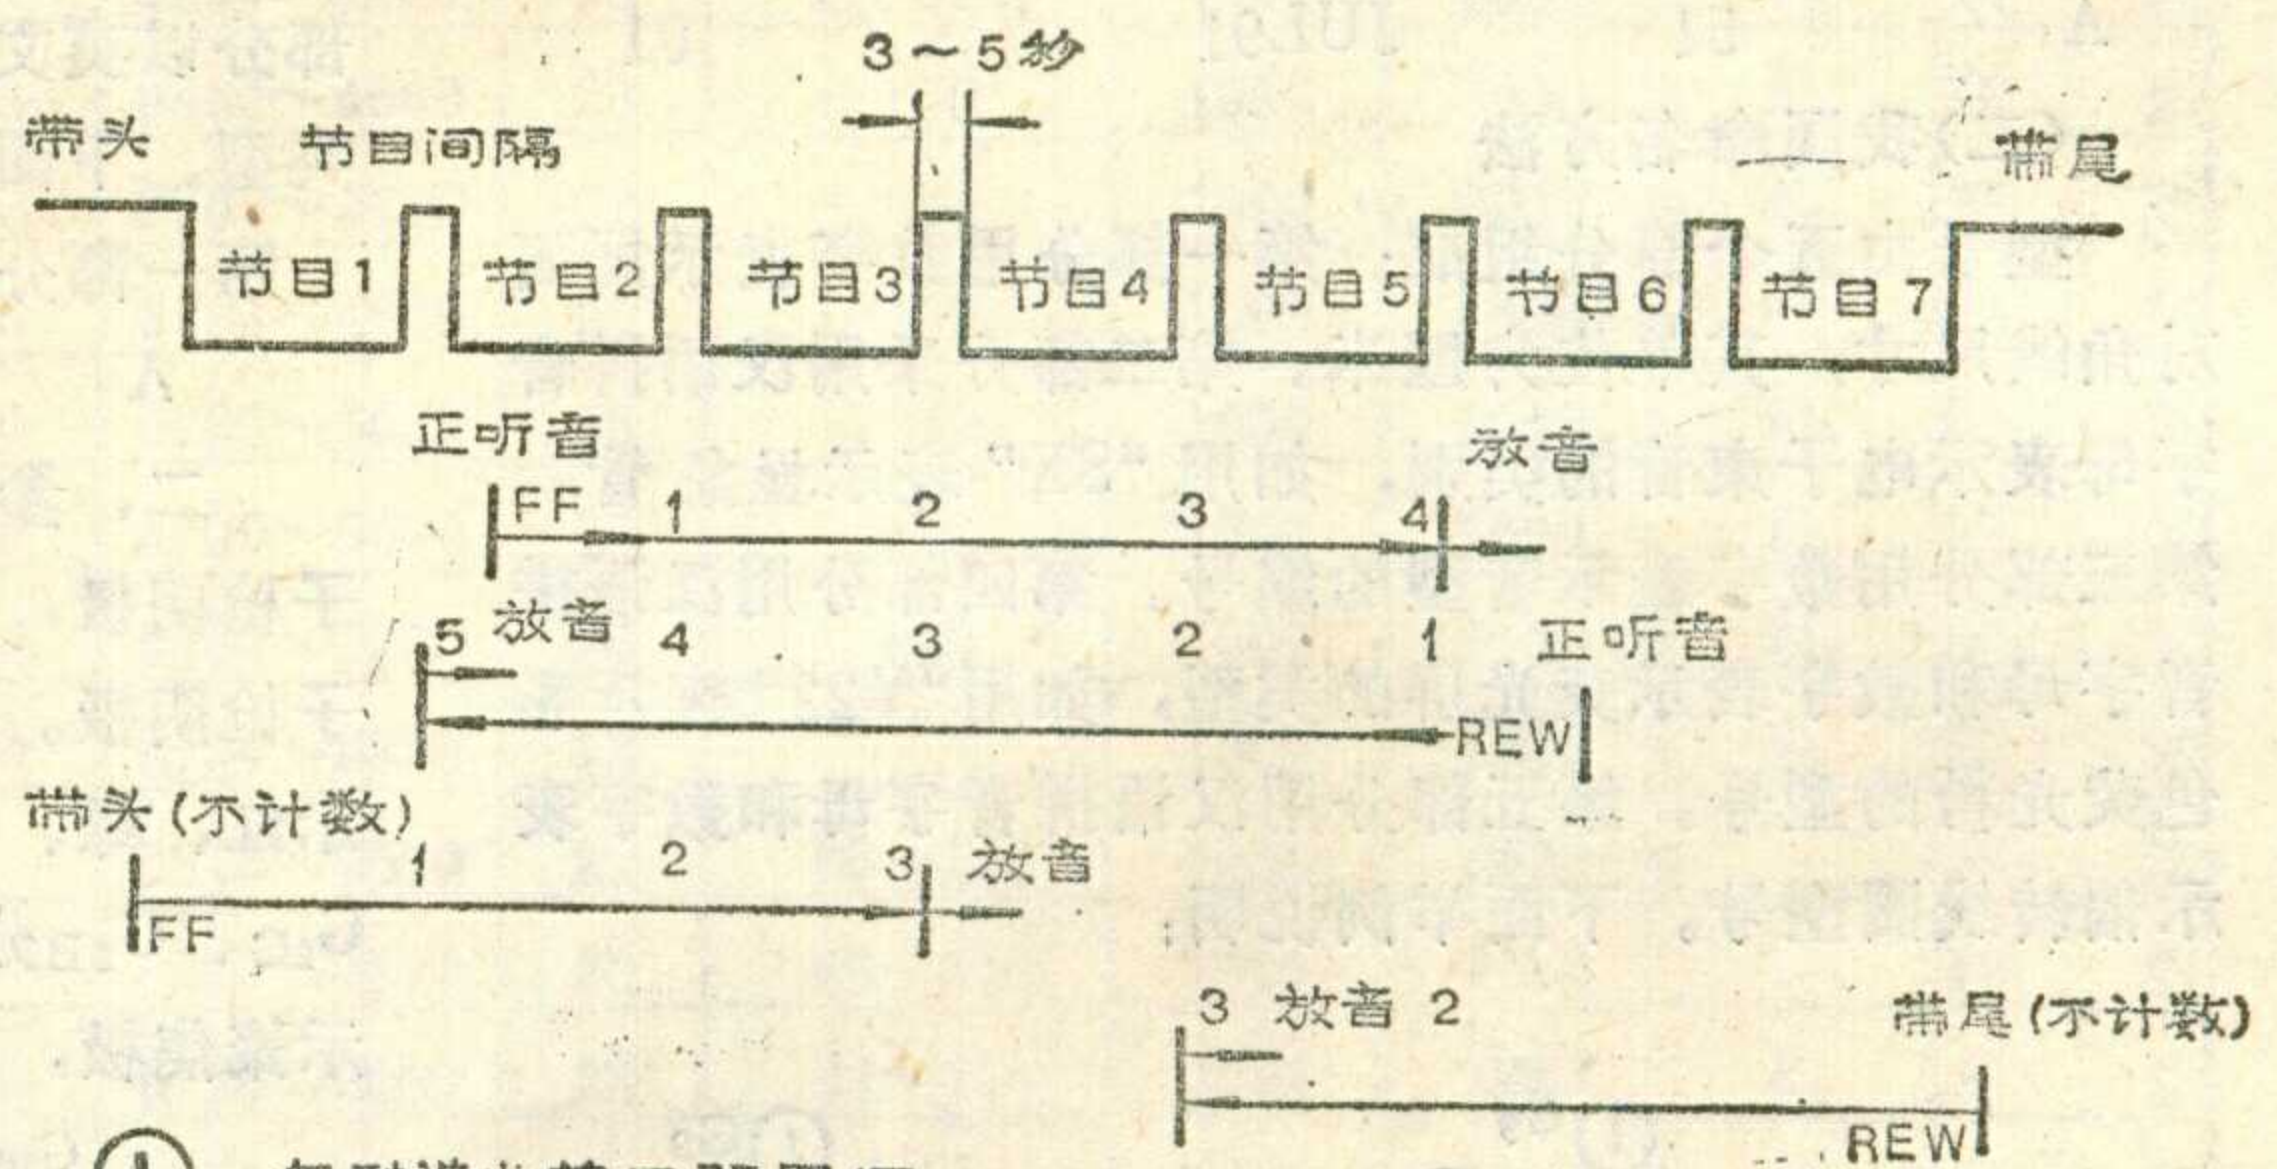 3～5秒
带头 节目间隔 带尾
节目1 节目2 节目3 节目4 节目5 节目6 节目7
正听音 放音
FF 1 2 3 4
5 放音 4 3 2 1 正听音
REW
带头(不计数)
1 2 3 放音
FF
3 放音 2 带尾(不计数)
REW